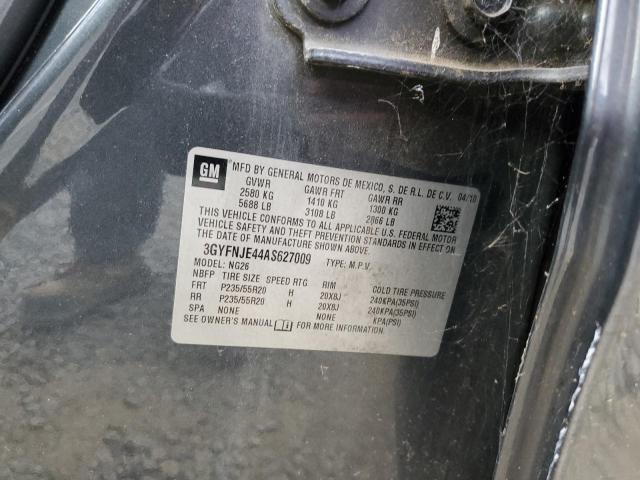 GM
MFD BY GENERAL MOTORS DE MEXICO, S. DE R.L. DE C.V. 04/10
GVWR GAWR FRT GAWR RR
2580 KG 1410 KG 1300 KG
5688 LB 3108 LB 2866 LB
THIS VEHICLE CONFORMS TO ALL APPLICABLE U.S. FEDERAL MOTOR
VEHICLE SAFETY AND THEFT PREVENTION STANDARDS IN EFFECT ON
THE DATE OF MANUFACTURE SHOWN ABOVE.
3GYFNJE44AS627009 TYPE: M.P.V.
MODEL: NG26
NBFP TIRE SIZE SPEED RTG RIM COLD TIRE PRESSURE
FRT P235/55R20 H 20X8J 240KPA(35PSI)
RR P235/55R20 H 20X8J 240KPA(35PSI)
SPA NONE NONE KPA(PSI)
SEE OWNER'S MANUAL FOR MORE INFORMATION.